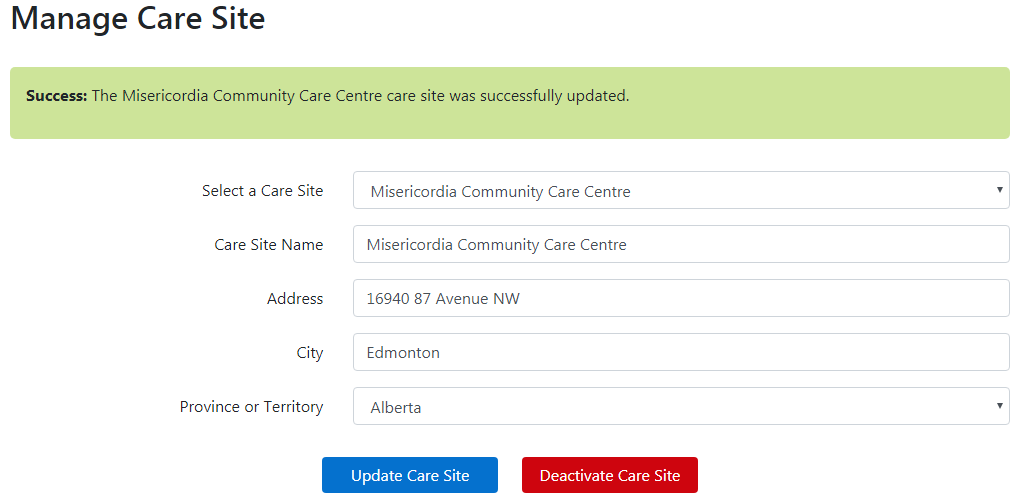 Manage Care Site
Success: The Misericordia Community Care Centre care site was successfully updated.
Select a Care Site Misericordia Community Care Centre
Care Site Name Misericordia Community Care Centre
Address 16940 87 Avenue NW
City Edmonton
Province or Territory Alberta
Update Care Site Deactivate Care Site